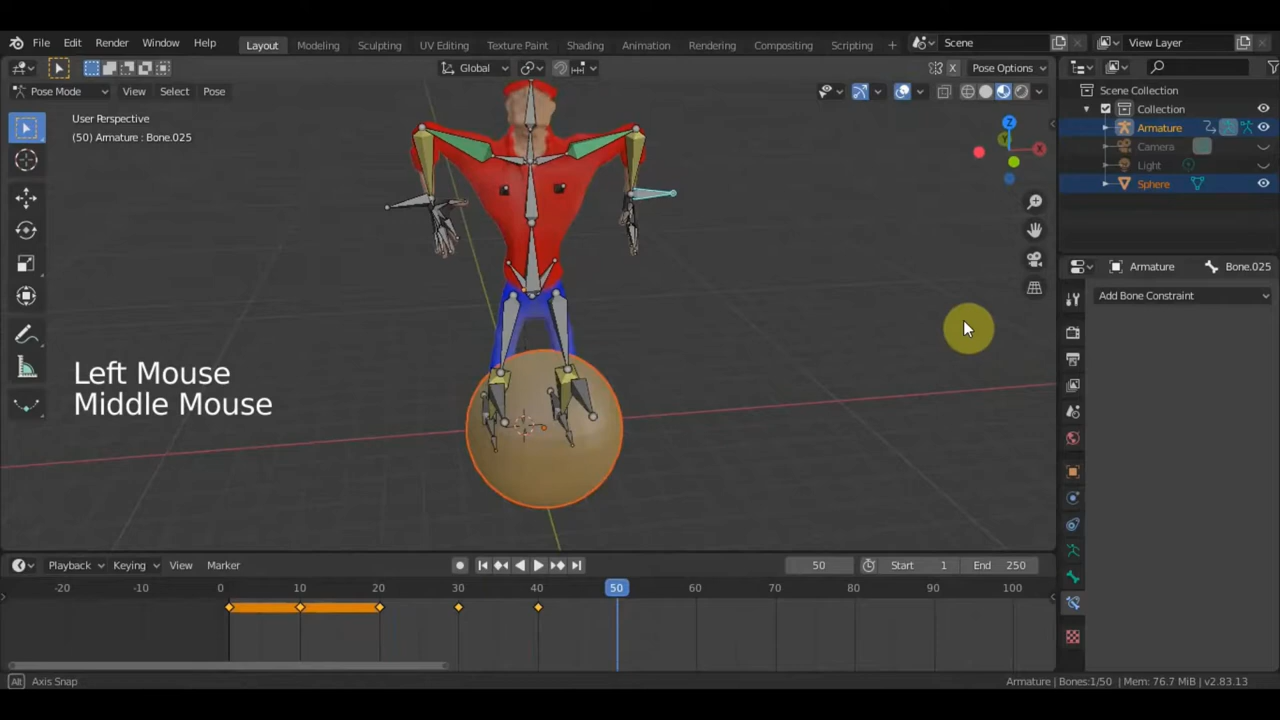 File Edit Render Window Help Layout Modeling Sculpting UV Editing Texture Paint Shading Animation Rendering Compositing Scripting + Scene View Layer
Global X Pose Options
Pose Mode View Select Pose
Scene Collection
Collection
Armature
Camera
Light
Sphere
User Perspective
(50) Armature : Bone.025
Z
Y
X
Armature Bone.025
Add Bone Constraint
Left Mouse
Middle Mouse
Playback Keying View Marker 50 Start 1 End 250
-20 -10 0 10 20 30 40 50 60 70 80 90 100
Alt Axis Snap Armature | Bones:1/50 | Mem: 76.7 MiB | v2.83.13